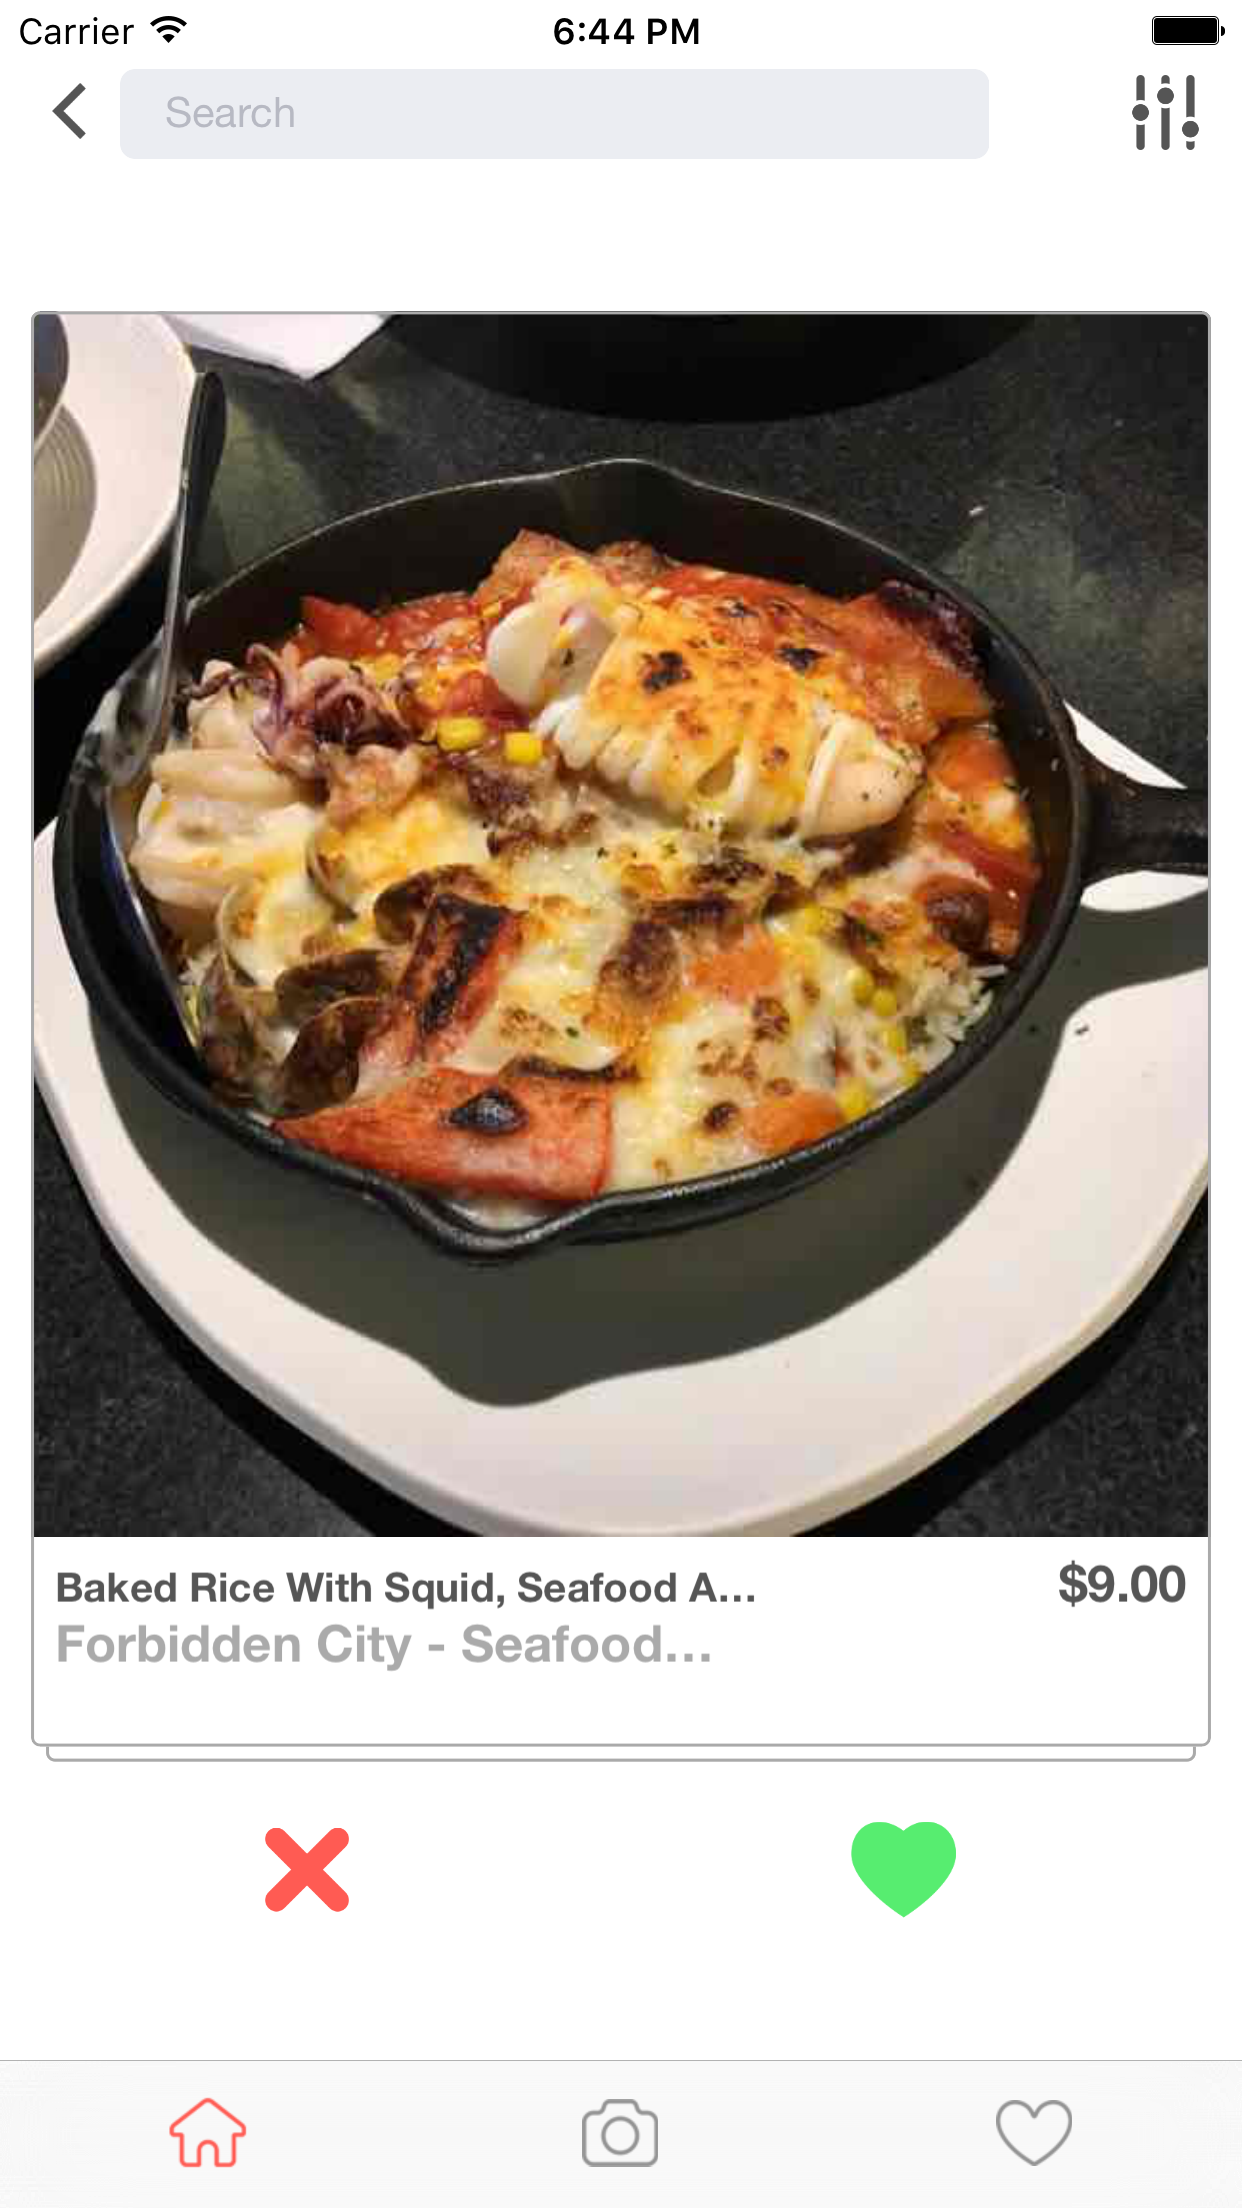 Carrier
6:44 PM
Search
Baked Rice With Squid, Seafood A...
$9.00
Forbidden City - Seafood...